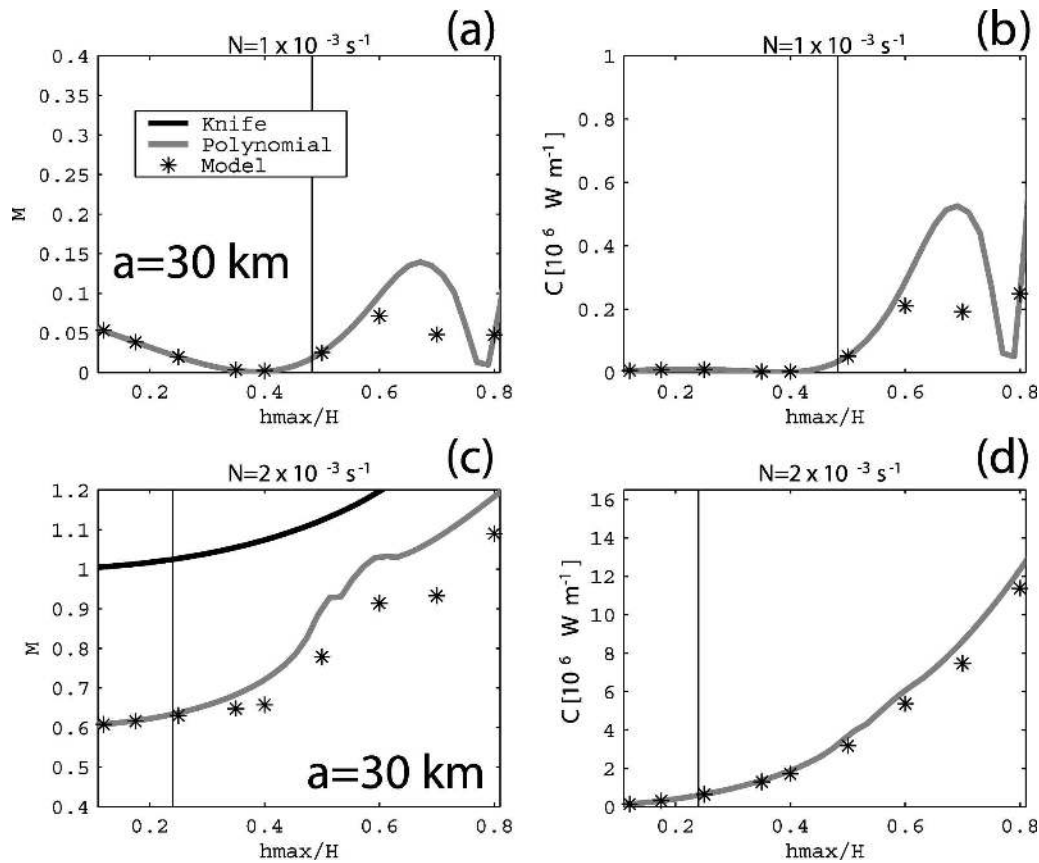 (a)
N=1 x 10 -3 s-1
0.4
0.35
0.3
0.25
0.2
0.15
0.1
0.05
0
M
Knife
Polynomial
Model
a=30 km
0.2 0.4 0.6 0.8
hmax/H
(b)
N=1 x 10 -3 s-1
1
0.8
0.6
0.4
0.2
0
C [10 6 W m-1]
0.2 0.4 0.6 0.8
hmax/H
(c)
N=2 x 10 -3 s-1
1.2
1.1
1
0.9
0.8
0.7
0.6
0.5
0.4
M
a=30 km
0.2 0.4 0.6 0.8
hmax/H
(d)
N=2 x 10 -3 s-1
16
14
12
10
8
6
4
2
0
C [10 6 W m-1]
0.2 0.4 0.6 0.8
hmax/H